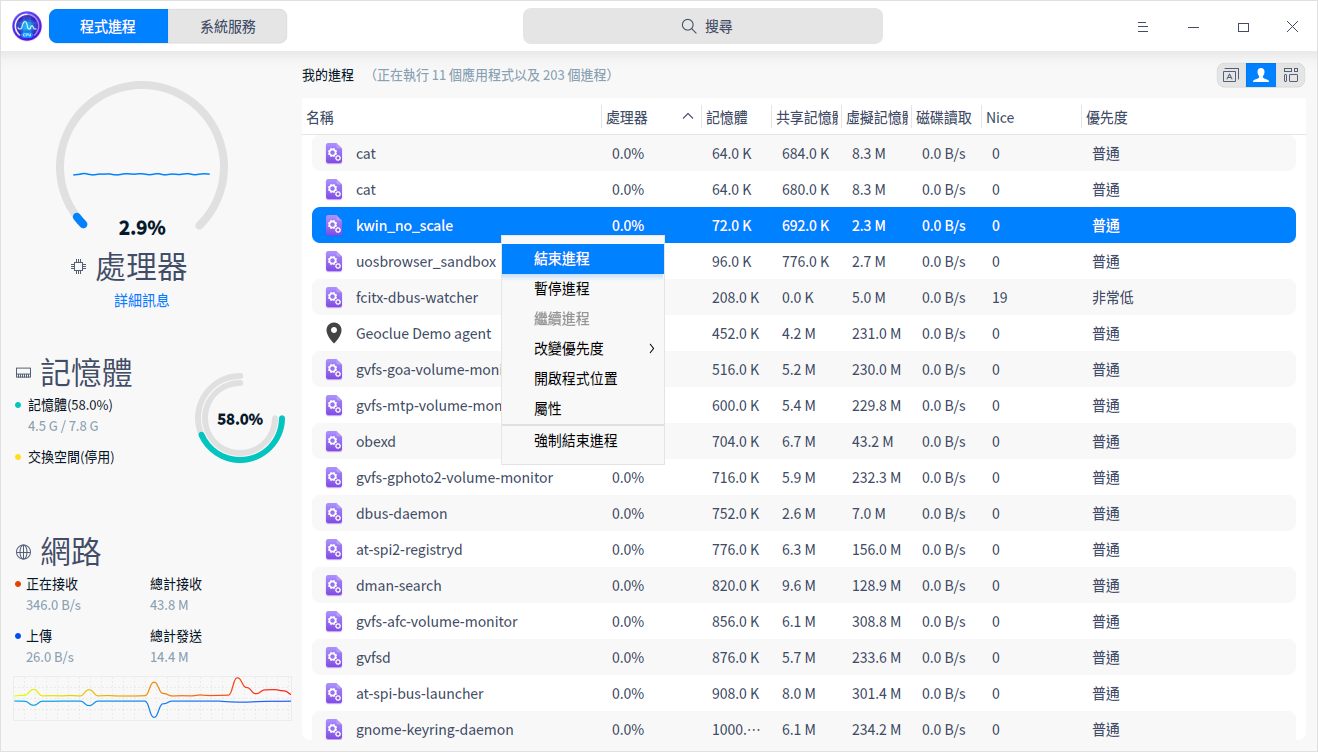 程式進程 系統服務 搜尋
我的進程 （正在執行 11 個應用程式以及 203 個進程）
2.9%
處理器
詳細訊息
記憶體
記憶體(58.0%)
4.5 G / 7.8 G
交換空間(停用)
58.0%
網路
正在接收 總計接收
346.0 B/s 43.8 M
上傳 總計發送
26.0 B/s 14.4 M
名稱 處理器 記憶體 共享記憶體 虛擬記憶體 磁碟讀取 Nice 優先度
cat 0.0% 64.0 K 684.0 K 8.3 M 0.0 B/s 0 普通
cat 0.0% 64.0 K 680.0 K 8.3 M 0.0 B/s 0 普通
kwin_no_scale 0.0% 72.0 K 692.0 K 2.3 M 0.0 B/s 0 普通
uosbrowser_sandbox 96.0 K 776.0 K 2.7 M 0.0 B/s 0 普通
fcitx-dbus-watcher 208.0 K 0.0 K 5.0 M 0.0 B/s 19 非常低
Geoclue Demo agent 452.0 K 4.2 M 231.0 M 0.0 B/s 0 普通
gvfs-goa-volume-moni 516.0 K 5.2 M 230.0 M 0.0 B/s 0 普通
gvfs-mtp-volume-mon 600.0 K 5.4 M 229.8 M 0.0 B/s 0 普通
obexd 704.0 K 6.7 M 43.2 M 0.0 B/s 0 普通
gvfs-gphoto2-volume-monitor 0.0% 716.0 K 5.9 M 232.3 M 0.0 B/s 0 普通
dbus-daemon 0.0% 752.0 K 2.6 M 7.0 M 0.0 B/s 0 普通
at-spi2-registryd 0.0% 776.0 K 6.3 M 156.0 M 0.0 B/s 0 普通
dman-search 0.0% 820.0 K 9.6 M 128.9 M 0.0 B/s 0 普通
gvfs-afc-volume-monitor 0.0% 856.0 K 6.1 M 308.8 M 0.0 B/s 0 普通
gvfsd 0.0% 876.0 K 5.7 M 233.6 M 0.0 B/s 0 普通
at-spi-bus-launcher 0.0% 908.0 K 8.0 M 301.4 M 0.0 B/s 0 普通
gnome-keyring-daemon 0.0% 1000.… 6.1 M 234.2 M 0.0 B/s 0 普通
結束進程
暫停進程
繼續進程
改變優先度
開啟程式位置
屬性
強制結束進程